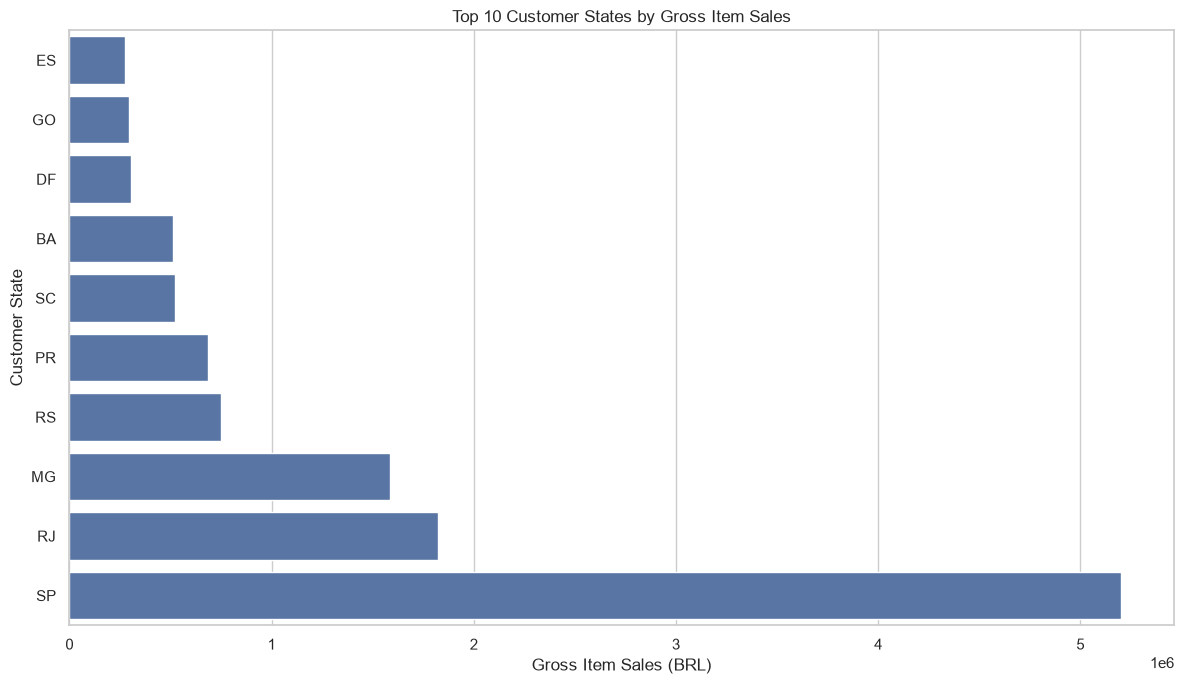 Top 10 Customer States by Gross Item Sales
Customer State
ES
GO
DF
BA
SC
PR
RS
MG
RJ
SP
0 1 2 3 4 5
1e6
Gross Item Sales (BRL)